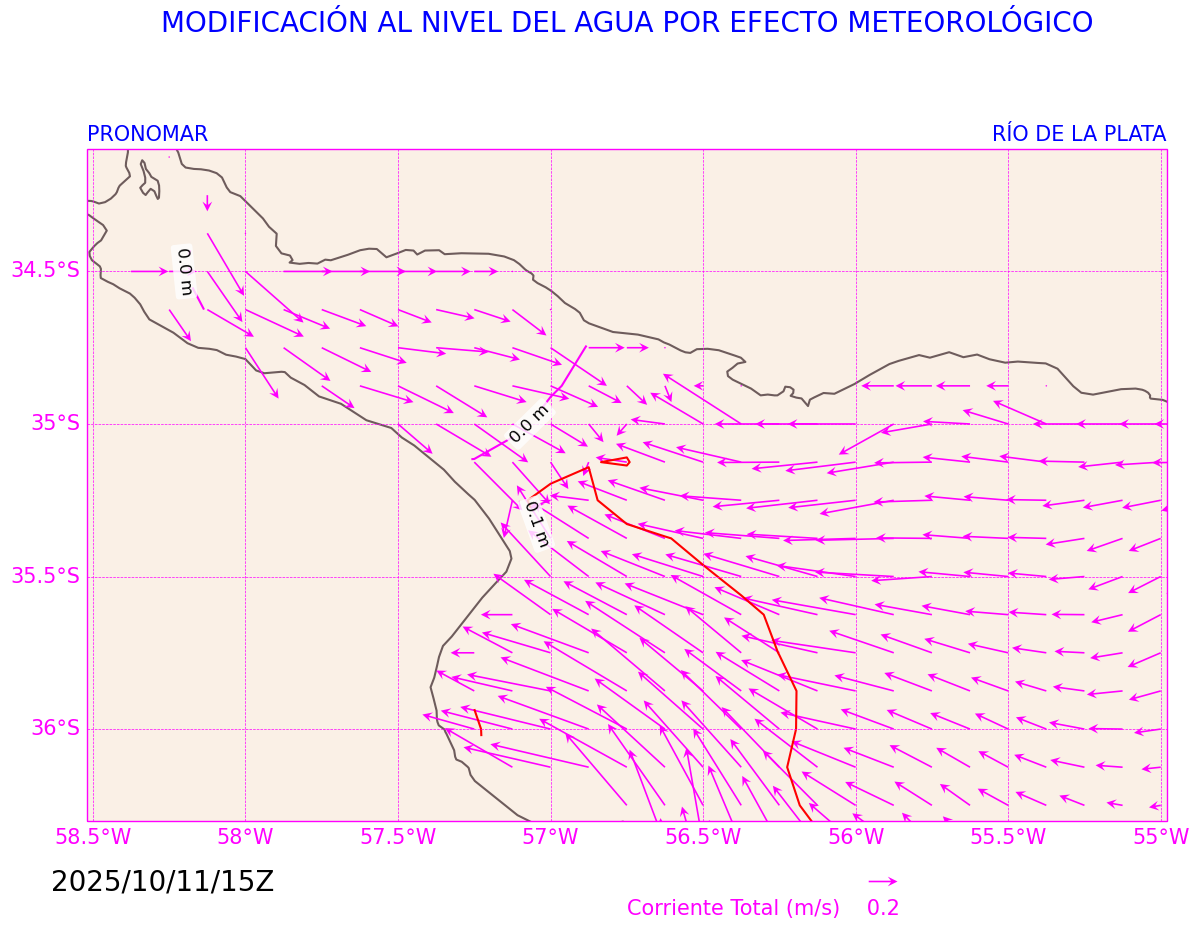 MODIFICACIÓN AL NIVEL DEL AGUA POR EFECTO METEOROLÓGICO
PRONOMAR RÍO DE LA PLATA
0.0 m
34.5°S
35°S
0.0 m
0.1 m
35.5°S
36°S
58.5°W 58°W 57.5°W 57°W 56.5°W 56°W 55.5°W 55°W
2025/10/11/15Z
Corriente Total (m/s) 0.2